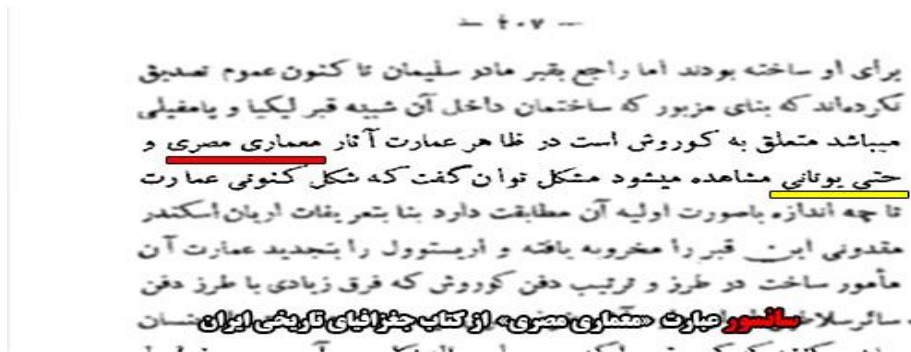 — ۲۰۷ —
برای او ساخته بودند اما راجع بقبر مادر سلیمان تا کنون عموم تصدیق
نکرده‌اند که بنای مزبور که ساختمان داخل آن شبیه قبر لیکیا و پامفیلی
میباشد متعلق به کوروش است در ظاهر عمارت آثار معماری مصری و
حتی یونانی مشاهده میشود مشکل توان گفت که شکل کنونی عمارت
تا چه اندازه باصورت اولیه آن مطابقت دارد بنا بتعریفات اریان اسکندر
مقدونی این قبر را مخروبه یافته و اریستوول را بتجدید عمارت آن
مأمور ساخت در طرز و ترتیب دفن کوروش که فرق زیادی با طرز دفن
سائر سلاطین
سانسور عبارت «معماری مصری» از کتاب جغرافیای تاریخی ایران